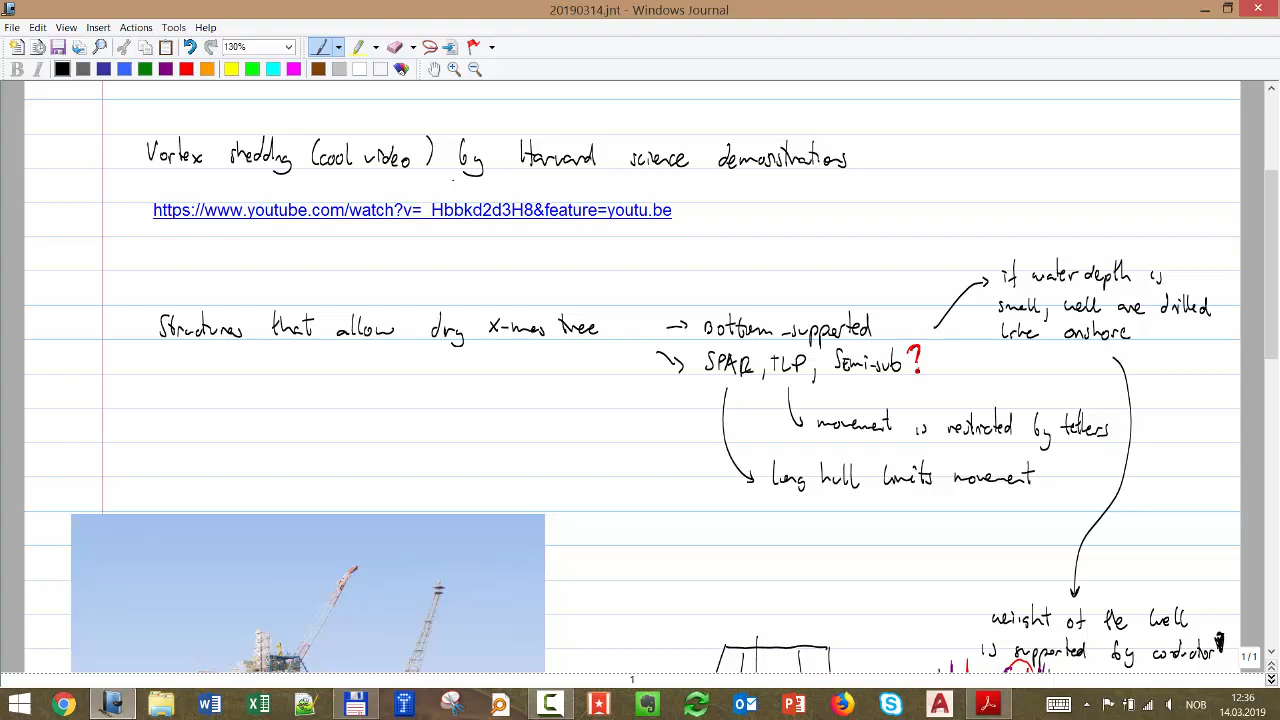 20190314.jnt - Windows Journal
File Edit View Insert Actions Tools Help
130%
B I
Vortex shedding (cool video) by Harvard science demonstrations
https://www.youtube.com/watch?v=_Hbbkd2d3H8&feature=youtu.be
if water depth is
small, well are drilled
like onshore
Structures that allow dry x-mas tree → Bottom-supported
→ SPAR, TLP, Semi-sub ?
movement is restricted by tethers
long hull limits movement
weight of the well
is supported by conductor
1/1
1
NOB 12:36
14.03.2019